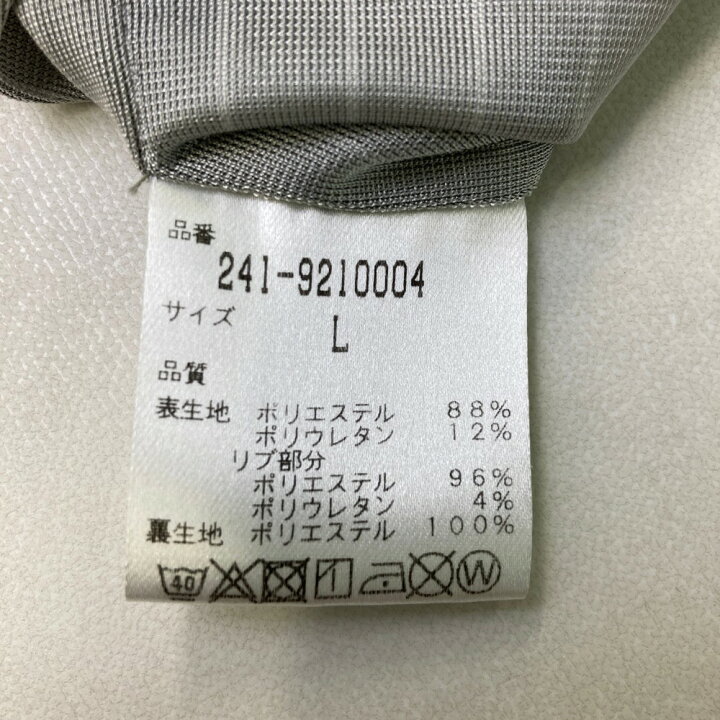 品番
241-9210004
サイズ
L
品質
表生地 ポリエステル 88%
ポリウレタン 12%
リブ部分
ポリエステル 96%
ポリウレタン 4%
裏生地 ポリエステル 100%
40 W